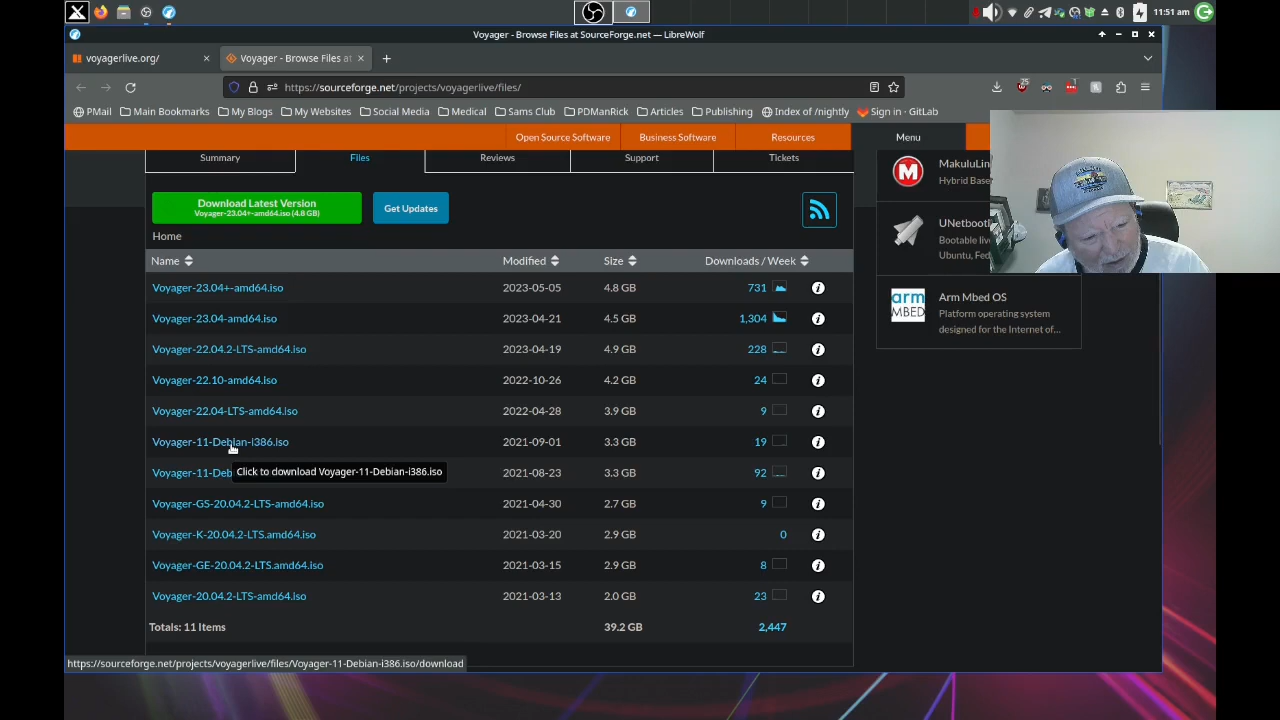 11:51 am
Voyager - Browse Files at SourceForge.net — LibreWolf
voyagerlive.org/
Voyager - Browse Files at
https://sourceforge.net/projects/voyagerlive/files/
25
1
PMail Main Bookmarks My Blogs My Websites Social Media Medical Sams Club PDManRick Articles Publishing Index of /nightly Sign in · GitLab
Open Source Software Business Software Resources Menu
Summary Files Reviews Support Tickets
Download Latest Version
Voyager-23.04+-amd64.iso (4.8 GB)
Get Updates
Home
Name Modified Size Downloads / Week
Voyager-23.04+-amd64.iso 2023-05-05 4.8 GB 731
Voyager-23.04-amd64.iso 2023-04-21 4.5 GB 1,304
Voyager-22.04.2-LTS-amd64.iso 2023-04-19 4.9 GB 228
Voyager-22.10-amd64.iso 2022-10-26 4.2 GB 24
Voyager-22.04-LTS-amd64.iso 2022-04-28 3.9 GB 9
Voyager-11-Debian-i386.iso 2021-09-01 3.3 GB 19
Voyager-11-Deb 2021-08-23 3.3 GB 92
Click to download Voyager-11-Debian-i386.iso
Voyager-GS-20.04.2-LTS-amd64.iso 2021-04-30 2.7 GB 9
Voyager-K-20.04.2-LTS.amd64.iso 2021-03-20 2.9 GB 0
Voyager-GE-20.04.2-LTS.amd64.iso 2021-03-15 2.9 GB 8
Voyager-20.04.2-LTS-amd64.iso 2021-03-13 2.0 GB 23
Totals: 11 Items 39.2 GB 2,447
MakuluLin
Hybrid Base
UNetbooti
Bootable live
Ubuntu, Fed
arm
MBED
Arm Mbed OS
Platform operating system
designed for the Internet of...
https://sourceforge.net/projects/voyagerlive/files/Voyager-11-Debian-i386.iso/download